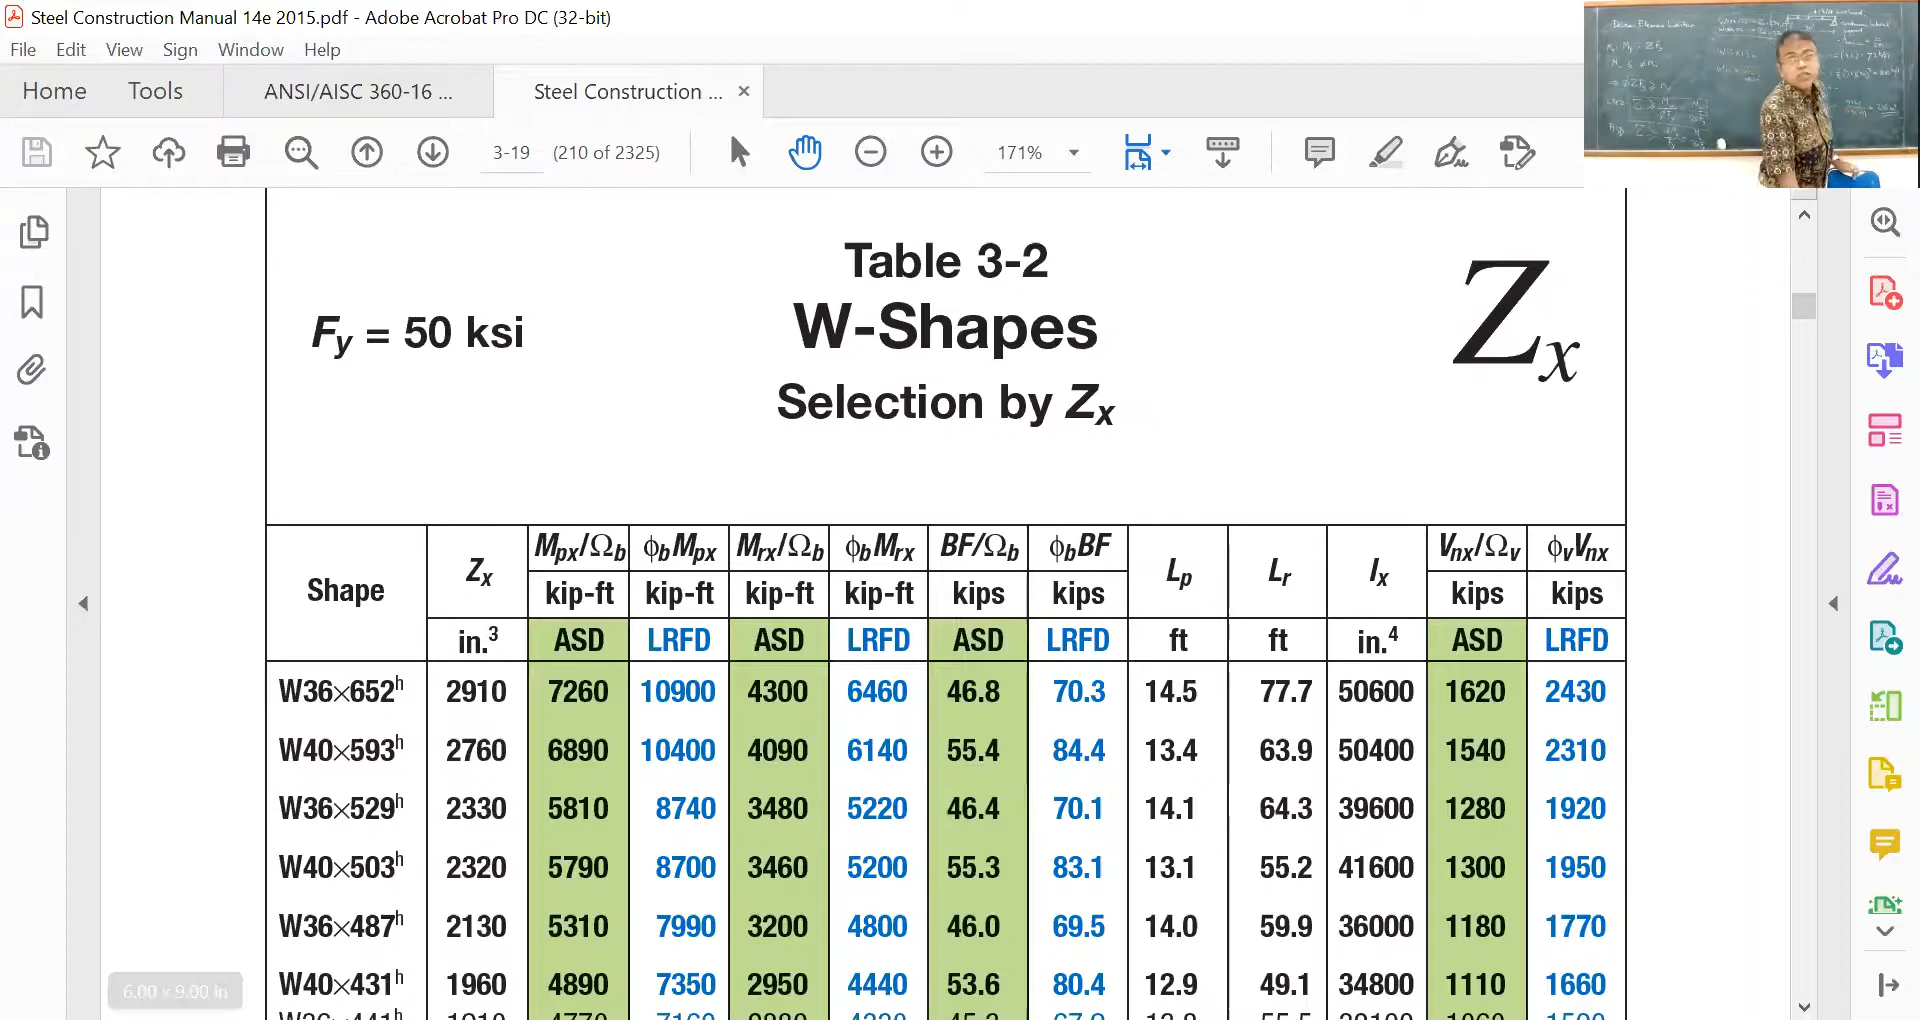 Steel Construction Manual 14e 2015.pdf - Adobe Acrobat Pro DC (32-bit)
File Edit View Sign Window Help
Home Tools ANSI/AISC 360-16 ... Steel Construction ... ×
3-19 (210 of 2325) 171%
Table 3-2
W-Shapes
Selection by Zx
Fy = 50 ksi
Zx
Shape Zx Mpx/Ωb ϕbMpx Mrx/Ωb ϕbMrx BF/Ωb ϕbBF Lp Lr Ix Vnx/Ωv ϕvVnx
kip-ft kip-ft kip-ft kip-ft kips kips kips kips
in.³ ASD LRFD ASD LRFD ASD LRFD ft ft in.⁴ ASD LRFD
W36×652ʰ 2910 7260 10900 4300 6460 46.8 70.3 14.5 77.7 50600 1620 2430
W40×593ʰ 2760 6890 10400 4090 6140 55.4 84.4 13.4 63.9 50400 1540 2310
W36×529ʰ 2330 5810 8740 3480 5220 46.4 70.1 14.1 64.3 39600 1280 1920
W40×503ʰ 2320 5790 8700 3460 5200 55.3 83.1 13.1 55.2 41600 1300 1950
W36×487ʰ 2130 5310 7990 3200 4800 46.0 69.5 14.0 59.9 36000 1180 1770
W40×431ʰ 1960 4890 7350 2950 4440 53.6 80.4 12.9 49.1 34800 1110 1660
6.00 x 9.00 in